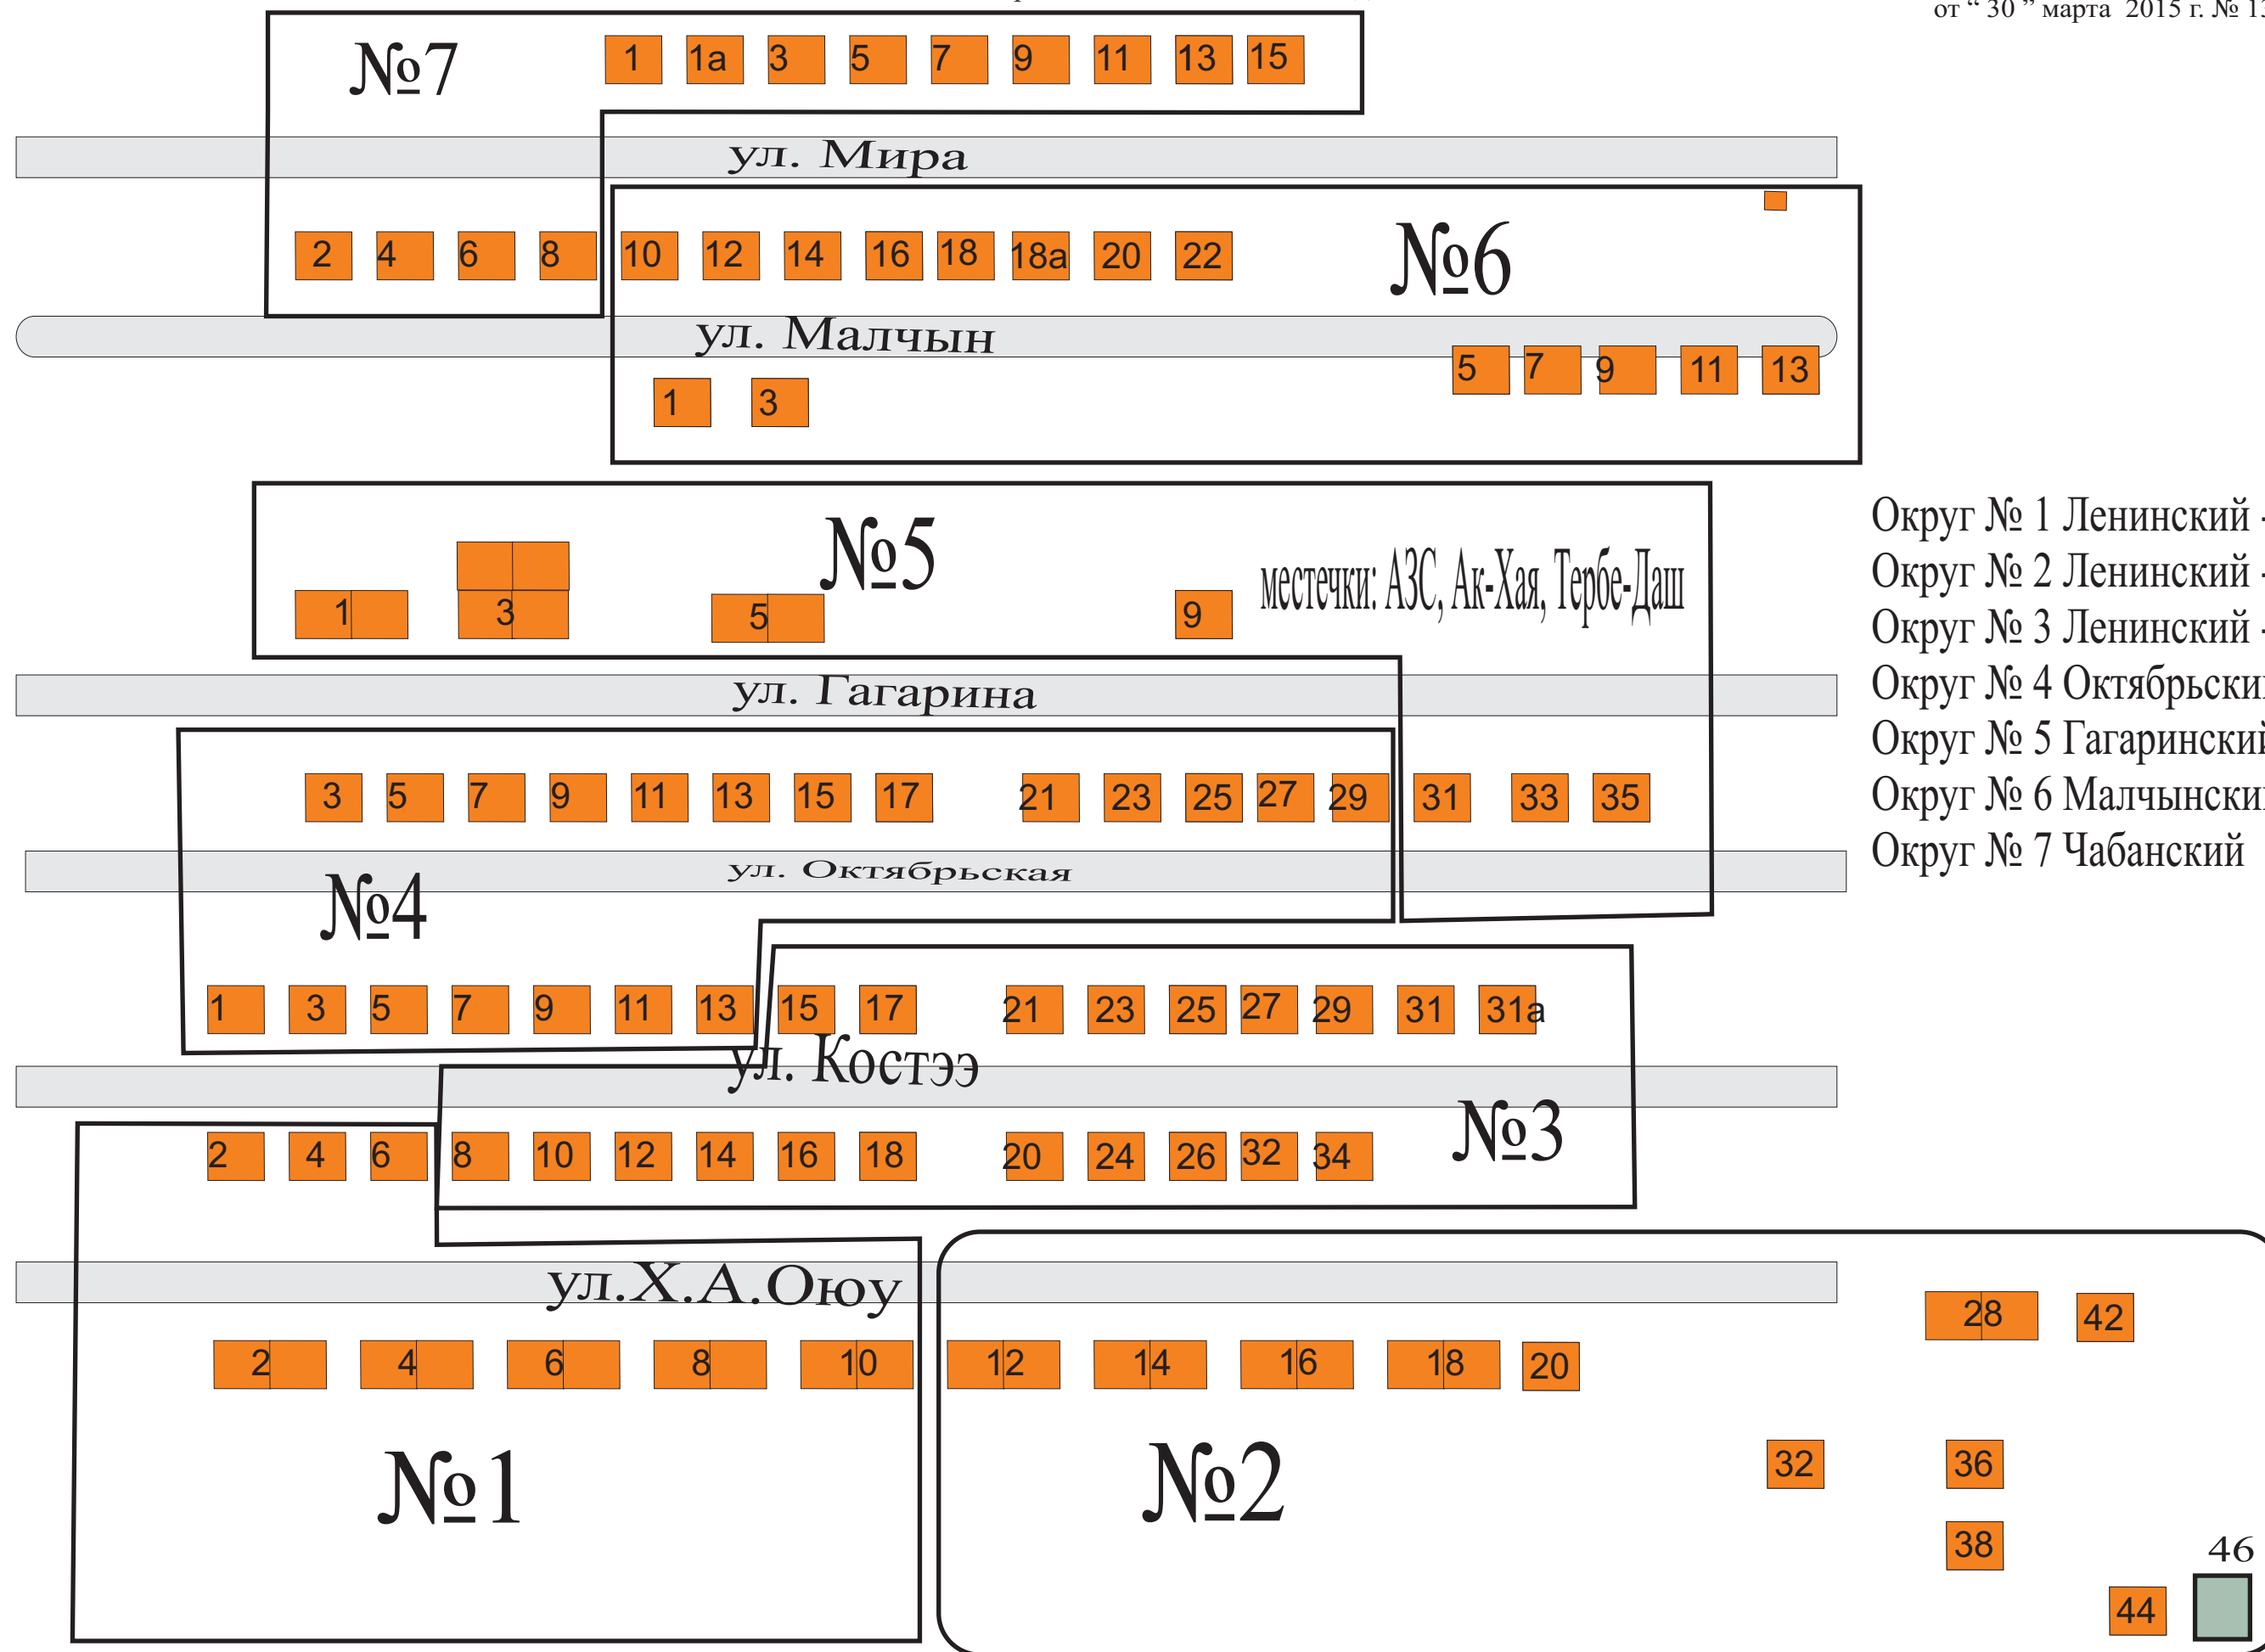 от “ 30 ” марта 2015 г. № 13
№7
1 1а 3 5 7 9 11 13 15
ул. Мира
2 4 6 8 10 12 14 16 18 18а 20 22
№6
ул. Малчын
5 7 9 11 13
1 3
№5
местечки: АЗС, Ак-Хая, Тербе-Даш
1 3 5 9
Округ № 1 Ленинский -
Округ № 2 Ленинский -
Округ № 3 Ленинский -
Округ № 4 Октябрьский
Округ № 5 Гагаринский
Округ № 6 Малчынский
Округ № 7 Чабанский
ул. Гагарина
3 5 7 9 11 13 15 17 21 23 25 27 29 31 33 35
ул. Октябрьская
№4
1 3 5 7 9 11 13 15 17 21 23 25 27 29 31 31а
ул. Костээ
№3
2 4 6 8 10 12 14 16 18 20 24 26 32 34
ул.Х.А.Оюу
28 42
2 4 6 8 10 12 14 16 18 20
№1
№2
32 36
38
46
44